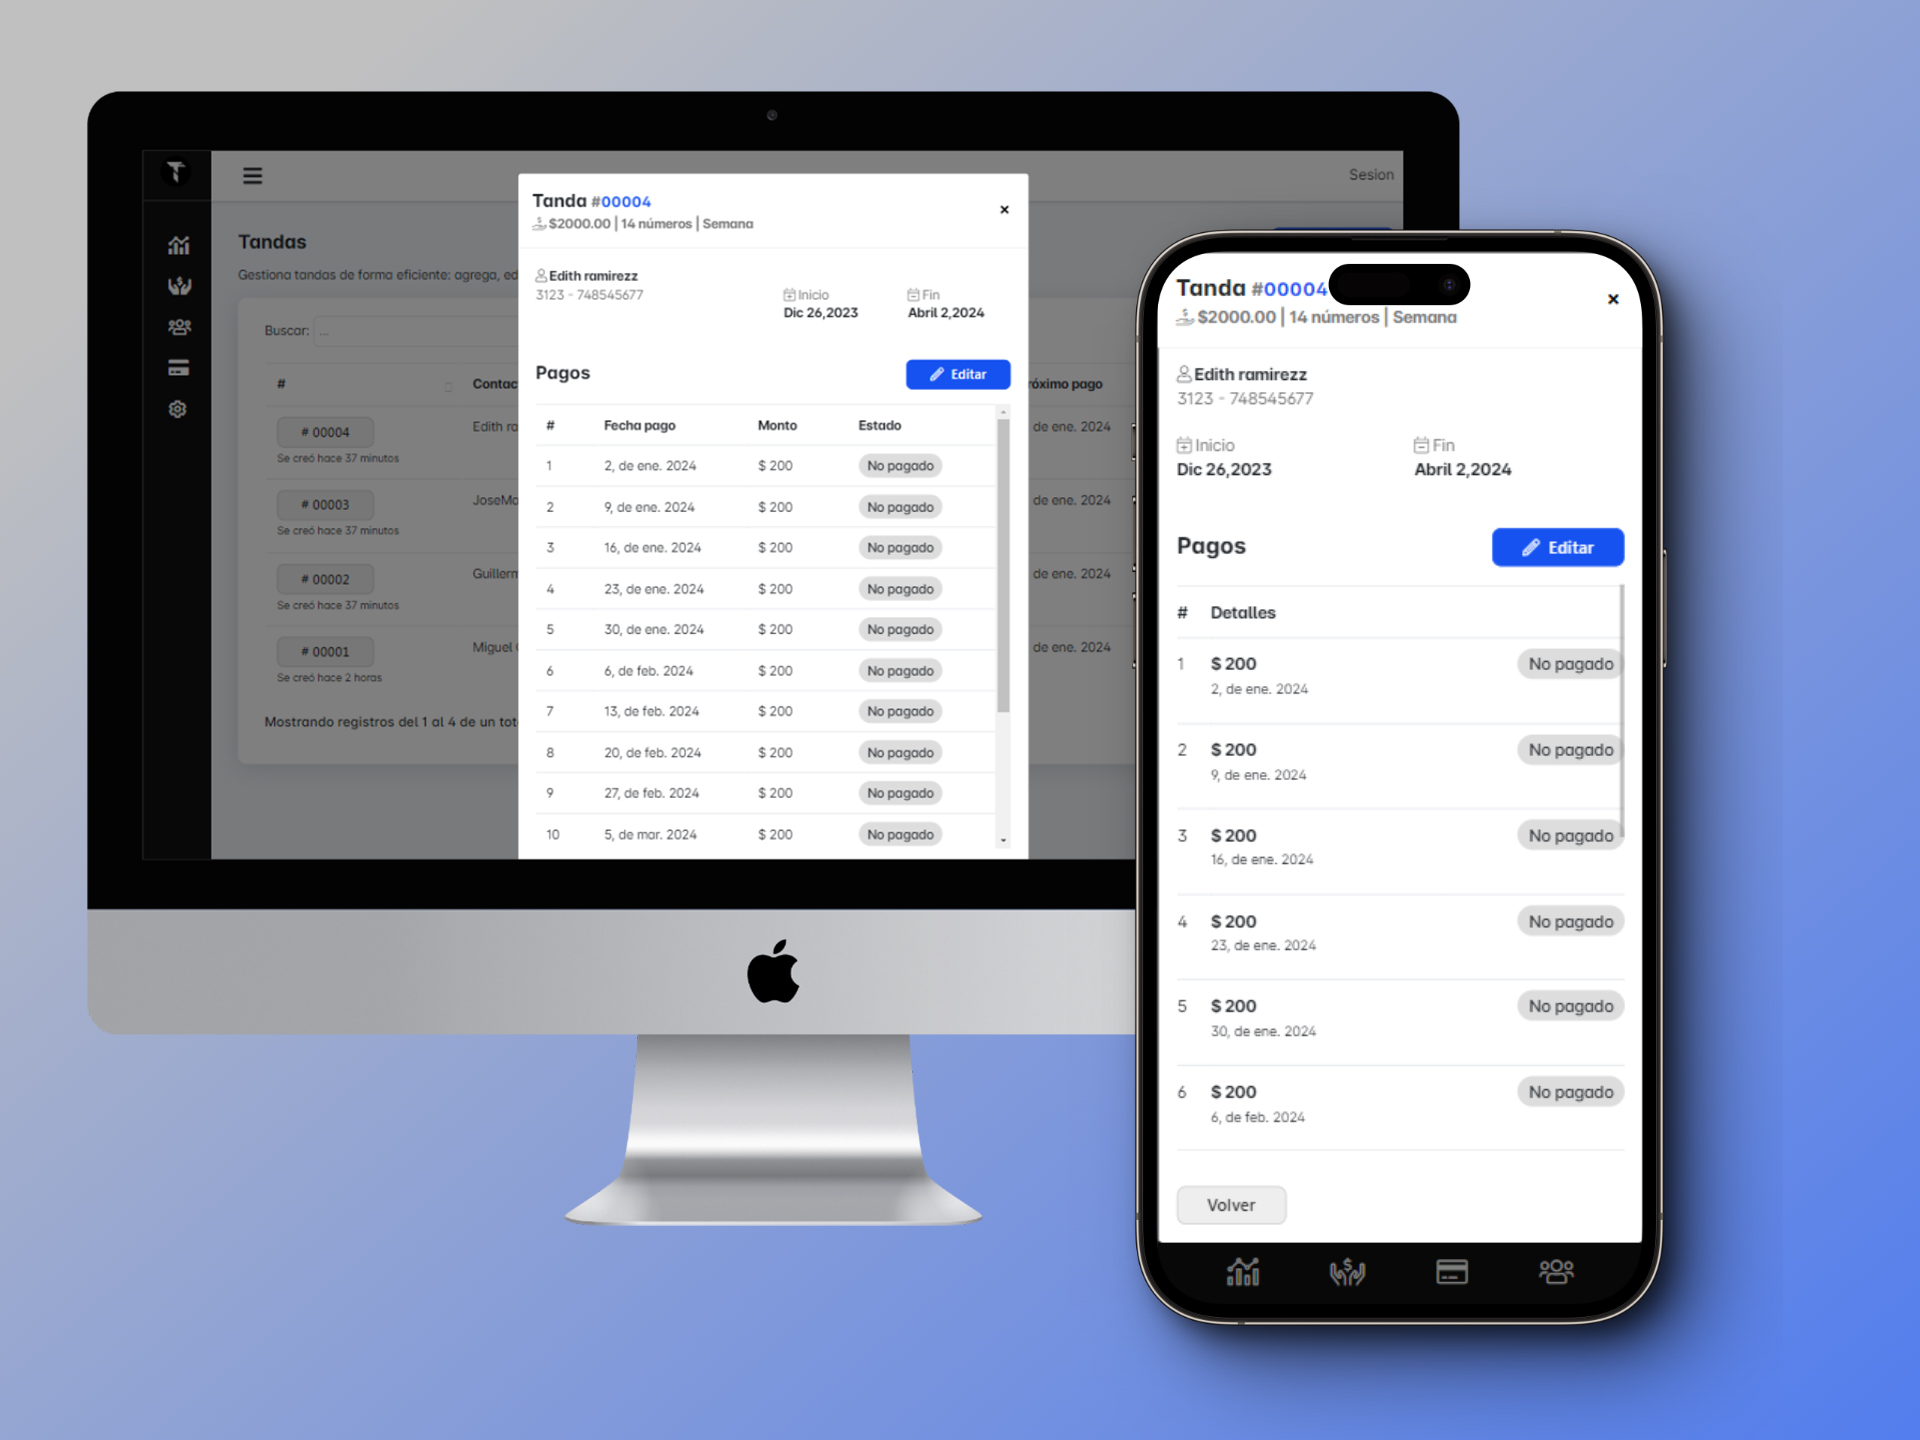 Sesion
Tandas
Gestiona tandas de forma eficiente: agrega, ed
Buscar: ...
# Contac róximo pago
# 00004 Edith ra de ene. 2024
Se creó hace 37 minutos
# 00003 JoseMa de ene. 2024
Se creó hace 37 minutos
# 00002 Guillerm de ene. 2024
Se creó hace 37 minutos
# 00001 Miguel de ene. 2024
Se creó hace 2 horas
Mostrando registros del 1 al 4 de un tot
Tanda #00004
$2000.00 | 14 números | Semana
×
Edith ramirezz
3123 - 748545677
Inicio Fin
Dic 26,2023 Abril 2,2024
Pagos Editar
# Fecha pago Monto Estado
1 2, de ene. 2024 $ 200 No pagado
2 9, de ene. 2024 $ 200 No pagado
3 16, de ene. 2024 $ 200 No pagado
4 23, de ene. 2024 $ 200 No pagado
5 30, de ene. 2024 $ 200 No pagado
6 6, de feb. 2024 $ 200 No pagado
7 13, de feb. 2024 $ 200 No pagado
8 20, de feb. 2024 $ 200 No pagado
9 27, de feb. 2024 $ 200 No pagado
10 5, de mar. 2024 $ 200 No pagado
Tanda #00004
$2000.00 | 14 números | Semana
×
Edith ramirezz
3123 - 748545677
Inicio Fin
Dic 26,2023 Abril 2,2024
Pagos Editar
# Detalles
1 $ 200 No pagado
2, de ene. 2024
2 $ 200 No pagado
9, de ene. 2024
3 $ 200 No pagado
16, de ene. 2024
4 $ 200 No pagado
23, de ene. 2024
5 $ 200 No pagado
30, de ene. 2024
6 $ 200 No pagado
6, de feb. 2024
Volver